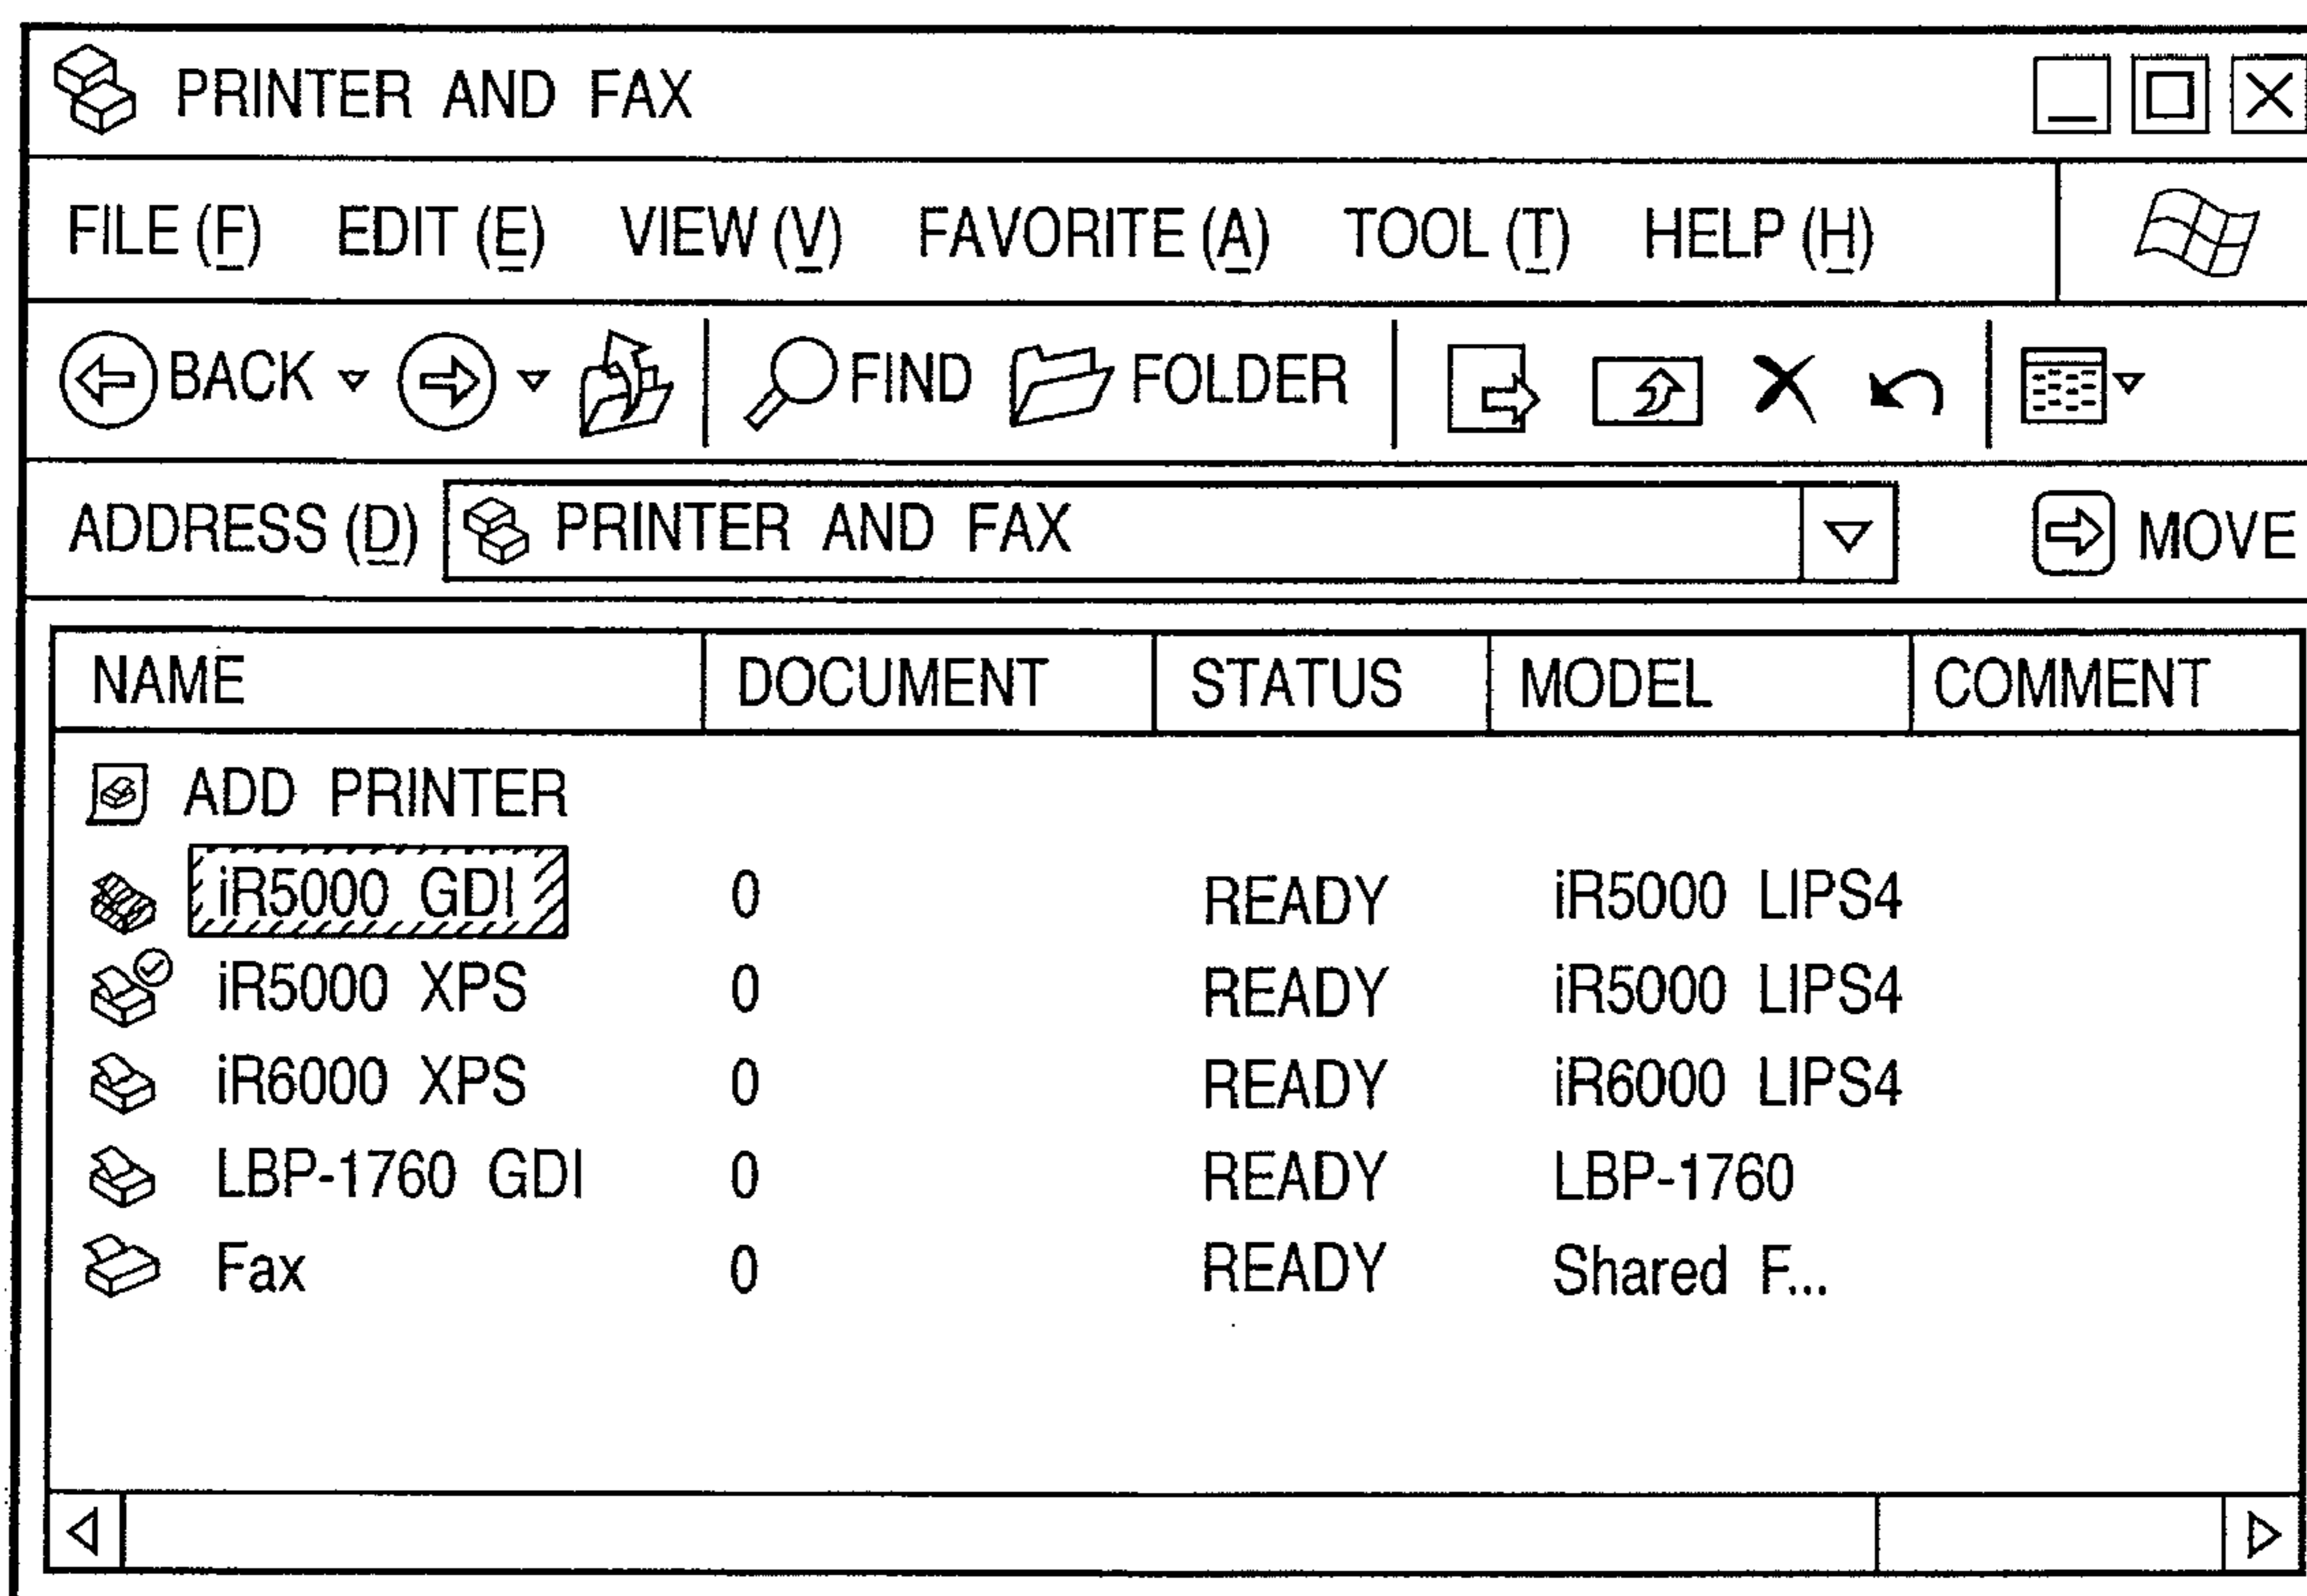 PRINTER AND FAX
FILE (F) EDIT (E) VIEW (V) FAVORITE (A) TOOL (T) HELP (H)
BACK FIND FOLDER
ADDRESS (D) PRINTER AND FAX MOVE
NAME DOCUMENT STATUS MODEL COMMENT
ADD PRINTER
iR5000 GDI 0 READY iR5000 LIPS4
iR5000 XPS 0 READY iR5000 LIPS4
iR6000 XPS 0 READY iR6000 LIPS4
LBP-1760 GDI 0 READY LBP-1760
Fax 0 READY Shared F...